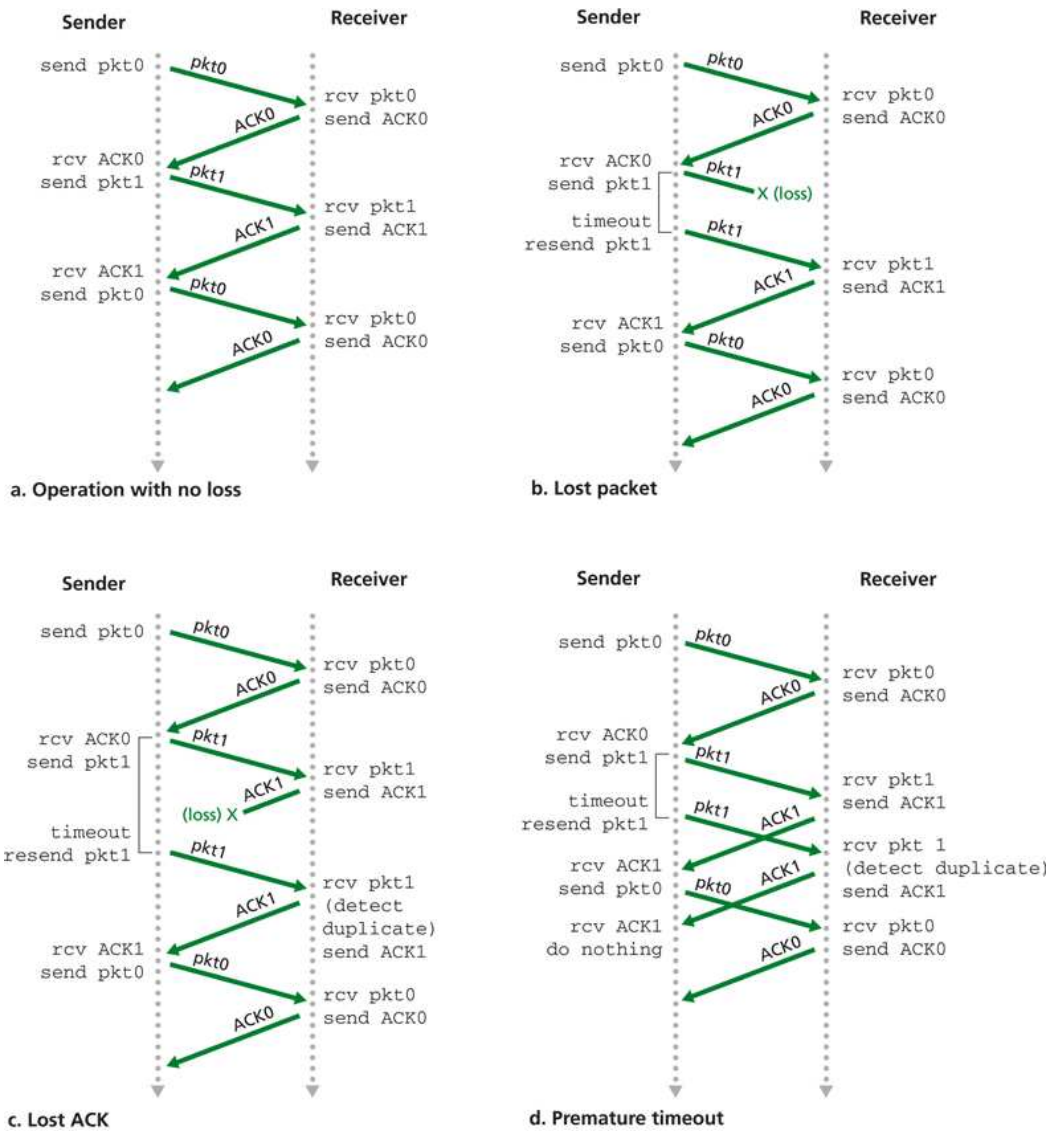 Sender
Receiver
send pkt0
pkt0
rcv pkt0
send ACK0
ACK0
rcv ACK0
send pkt1
pkt1
rcv pkt1
send ACK1
ACK1
rcv ACK1
send pkt0
pkt0
rcv pkt0
send ACK0
ACK0
a. Operation with no loss
Sender
Receiver
send pkt0
pkt0
rcv pkt0
send ACK0
ACK0
rcv ACK0
send pkt1
pkt1
X (loss)
timeout
resend pkt1
pkt1
rcv pkt1
send ACK1
ACK1
rcv ACK1
send pkt0
pkt0
rcv pkt0
send ACK0
ACK0
b. Lost packet
Sender
Receiver
send pkt0
pkt0
rcv pkt0
send ACK0
ACK0
rcv ACK0
send pkt1
pkt1
rcv pkt1
send ACK1
ACK1
(loss) X
timeout
resend pkt1
pkt1
rcv pkt1
(detect
duplicate)
send ACK1
ACK1
rcv ACK1
send pkt0
pkt0
rcv pkt0
send ACK0
ACK0
c. Lost ACK
Sender
Receiver
send pkt0
pkt0
rcv pkt0
send ACK0
ACK0
rcv ACK0
send pkt1
pkt1
rcv pkt1
send ACK1
timeout
resend pkt1
pkt1
ACK1
rcv pkt 1
(detect duplicate)
send ACK1
rcv ACK1
send pkt0
pkt0
ACK1
rcv ACK1
do nothing
rcv pkt0
send ACK0
ACK0
d. Premature timeout